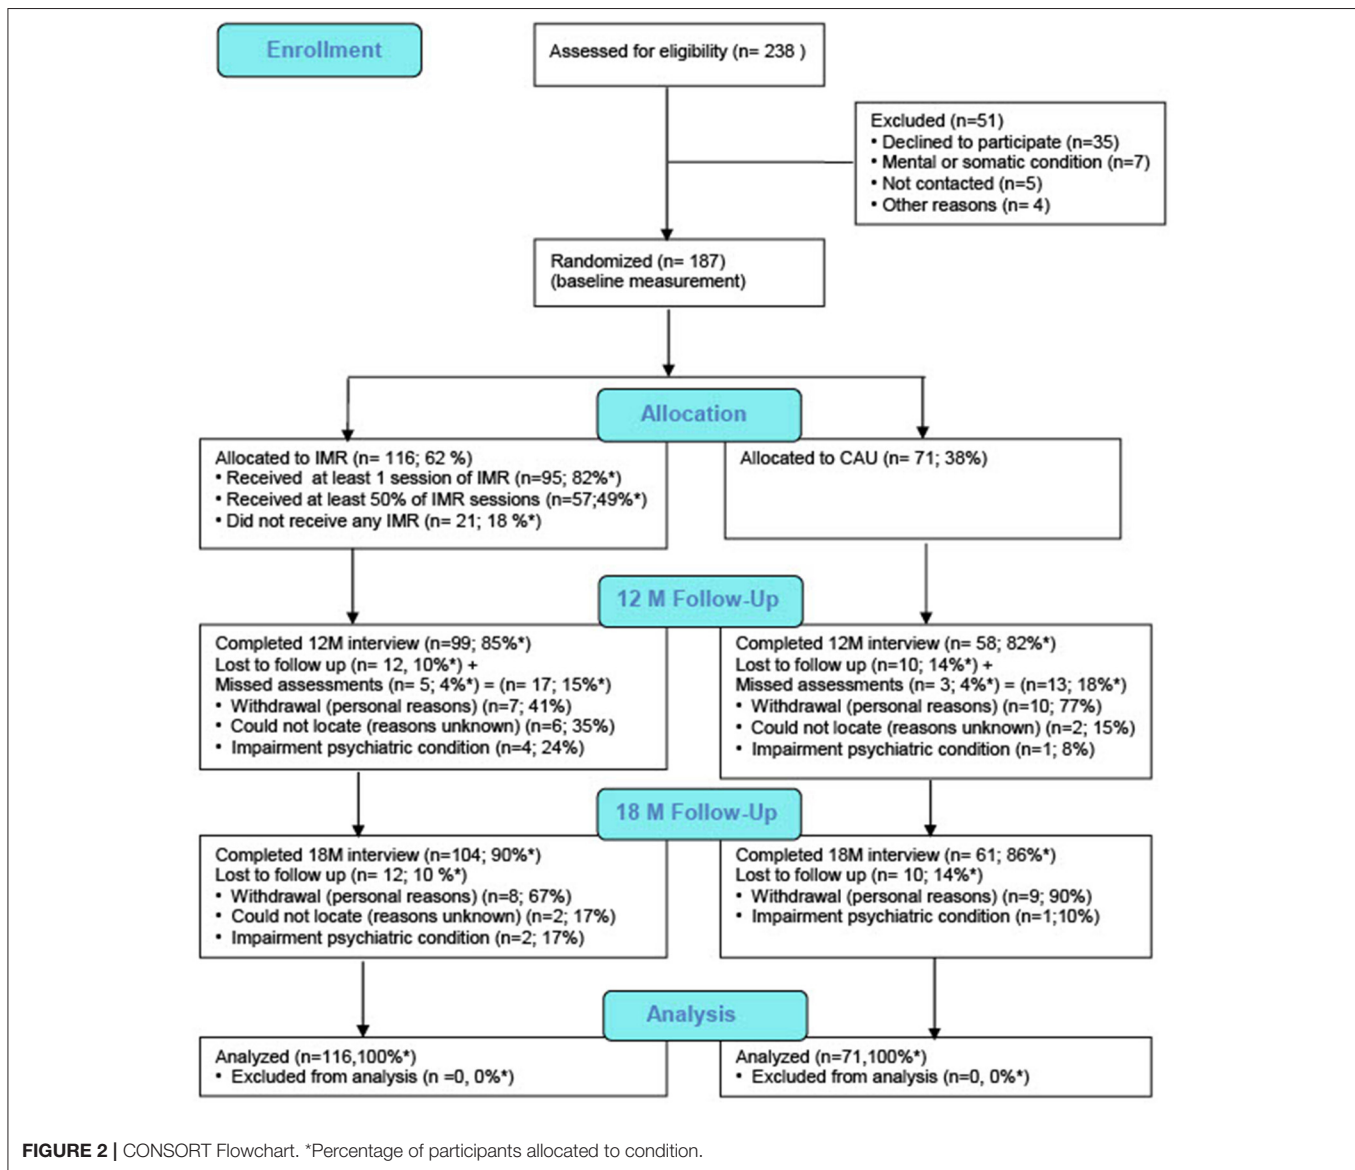 Enrollment
Assessed for eligibility (n= 238 )
Excluded (n=51)
• Declined to participate (n=35)
• Mental or somatic condition (n=7)
• Not contacted (n=5)
• Other reasons (n= 4)
Randomized (n= 187)
(baseline measurement)
Allocation
Allocated to IMR (n= 116; 62 %)
• Received  at least 1 session of IMR (n=95; 82%*)
• Received at least 50% of IMR sessions (n=57;49%*)
• Did not receive any IMR (n= 21; 18 %*)
Allocated to CAU (n= 71; 38%)
12 M Follow-Up
Completed 12M interview (n=99; 85%*)
Lost to follow up (n= 12, 10%*) +
Missed assessments (n= 5; 4%*) = (n= 17; 15%*)
• Withdrawal (personal reasons) (n=7; 41%)
• Could not locate (reasons unknown) (n=6; 35%)
• Impairment psychiatric condition (n=4; 24%)
Completed 12M interview (n= 58; 82%*)
Lost to follow up (n=10; 14%*) +
Missed assessments (n= 3; 4%*) = (n=13; 18%*)
• Withdrawal (personal reasons) (n=10; 77%)
• Could not locate (reasons unknown) (n=2; 15%)
• Impairment psychiatric condition (n=1; 8%)
18 M Follow-Up
Completed 18M interview (n=104; 90%*)
Lost to follow up (n= 12; 10 %*)
• Withdrawal (personal reasons) (n=8; 67%)
• Could not locate (reasons unknown) (n=2; 17%)
• Impairment psychiatric condition (n=2; 17%)
Completed 18M interview (n= 61; 86%*)
Lost to follow up (n= 10; 14%*)
• Withdrawal (personal reasons) (n=9; 90%)
• Impairment psychiatric condition (n=1;10%)
Analysis
Analyzed (n=116,100%*)
• Excluded from analysis (n =0, 0%*)
Analyzed (n=71,100%*)
• Excluded from analysis (n=0, 0%*)
FIGURE 2 | CONSORT Flowchart. *Percentage of participants allocated to condition.